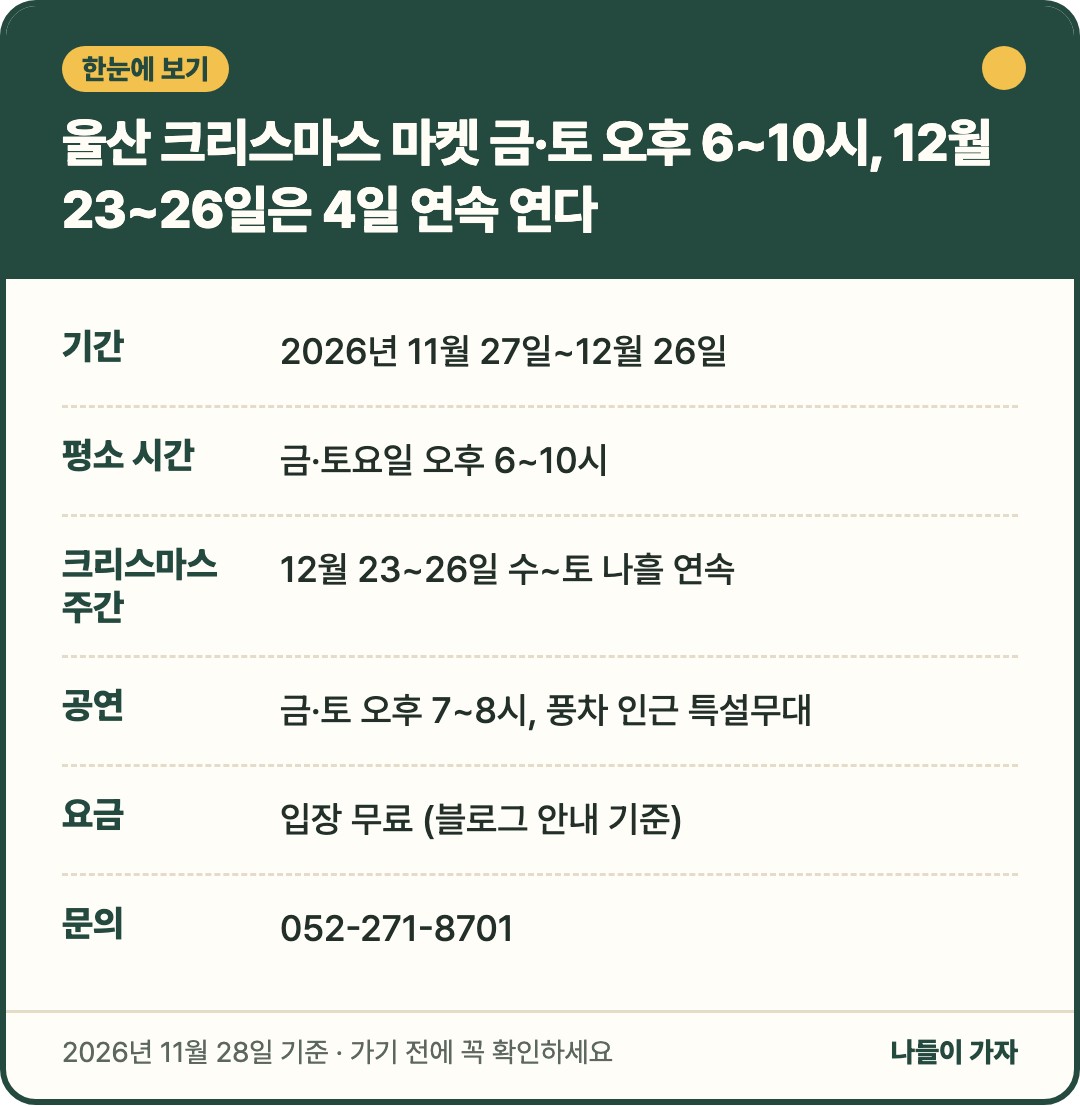 한눈에 보기
울산 크리스마스 마켓 금·토 오후 6~10시, 12월
23~26일은 4일 연속 연다
기간 2026년 11월 27일~12월 26일
평소 시간 금·토요일 오후 6~10시
크리스마스 12월 23~26일 수~토 나흘 연속
주간
공연 금·토 오후 7~8시, 풍차 인근 특설무대
요금 입장 무료 (블로그 안내 기준)
문의 052-271-8701
2026년 11월 28일 기준 · 가기 전에 꼭 확인하세요 나들이 가자